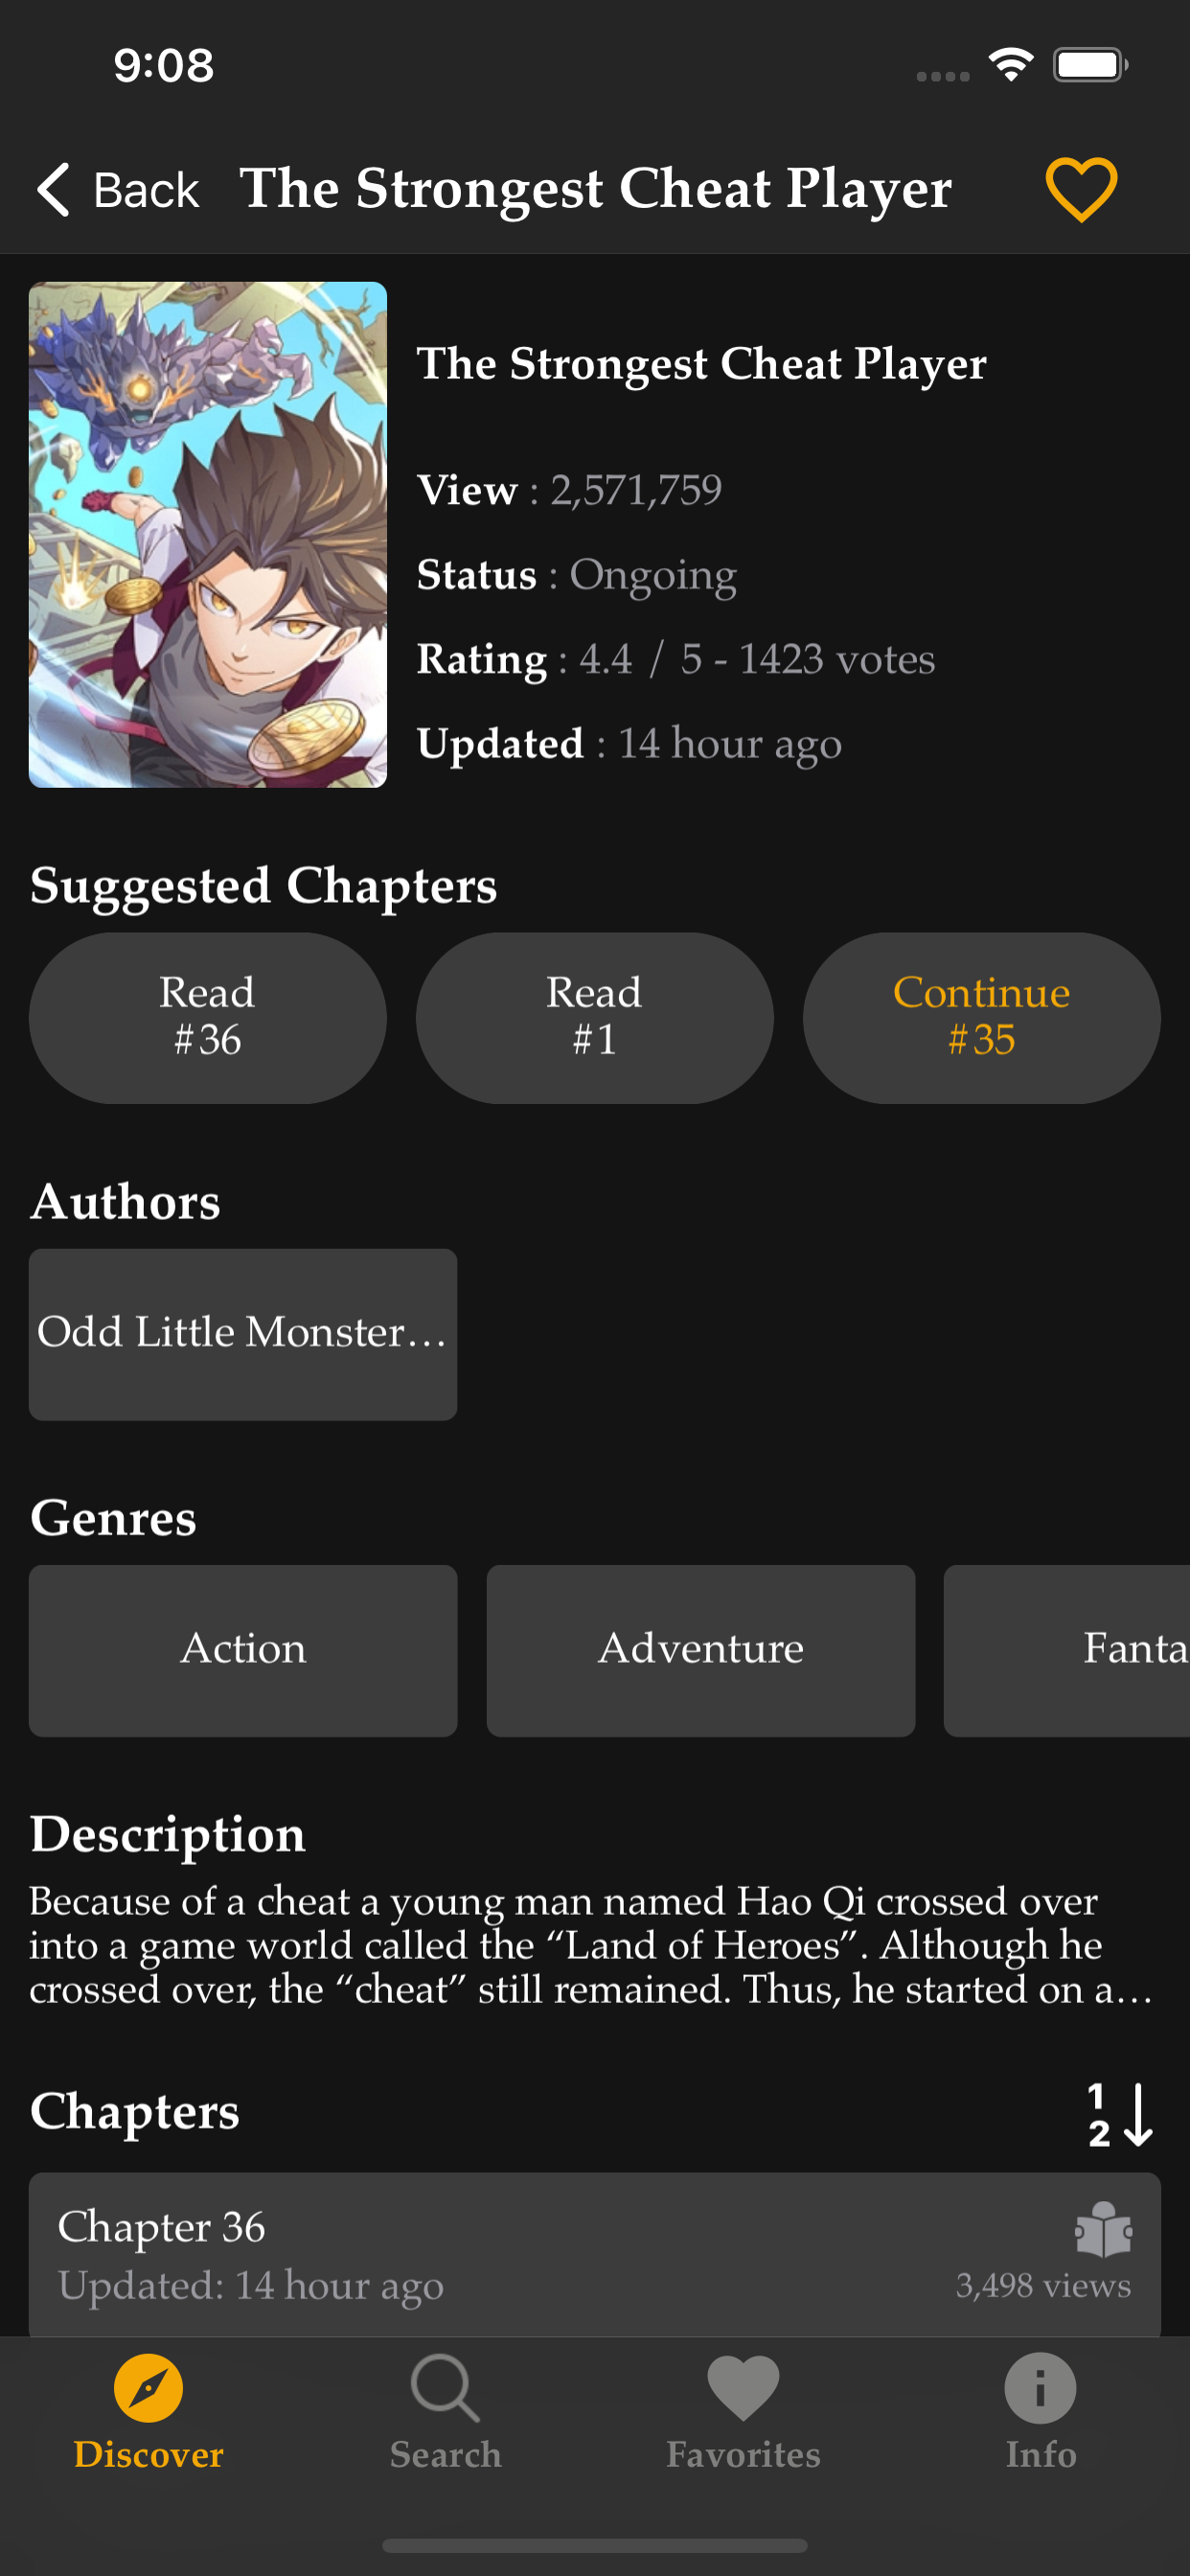 9:08
Back The Strongest Cheat Player
The Strongest Cheat Player
View : 2,571,759
Status : Ongoing
Rating : 4.4 / 5 - 1423 votes
Updated : 14 hour ago
Suggested Chapters
Read
#36
Read
#1
Continue
#35
Authors
Odd Little Monster…
Genres
Action
Adventure
Fanta
Description
Because of a cheat a young man named Hao Qi crossed over
into a game world called the “Land of Heroes”. Although he
crossed over, the “cheat” still remained. Thus, he started on a…
Chapters
1
2
Chapter 36
Updated: 14 hour ago
3,498 views
Discover
Search
Favorites
Info